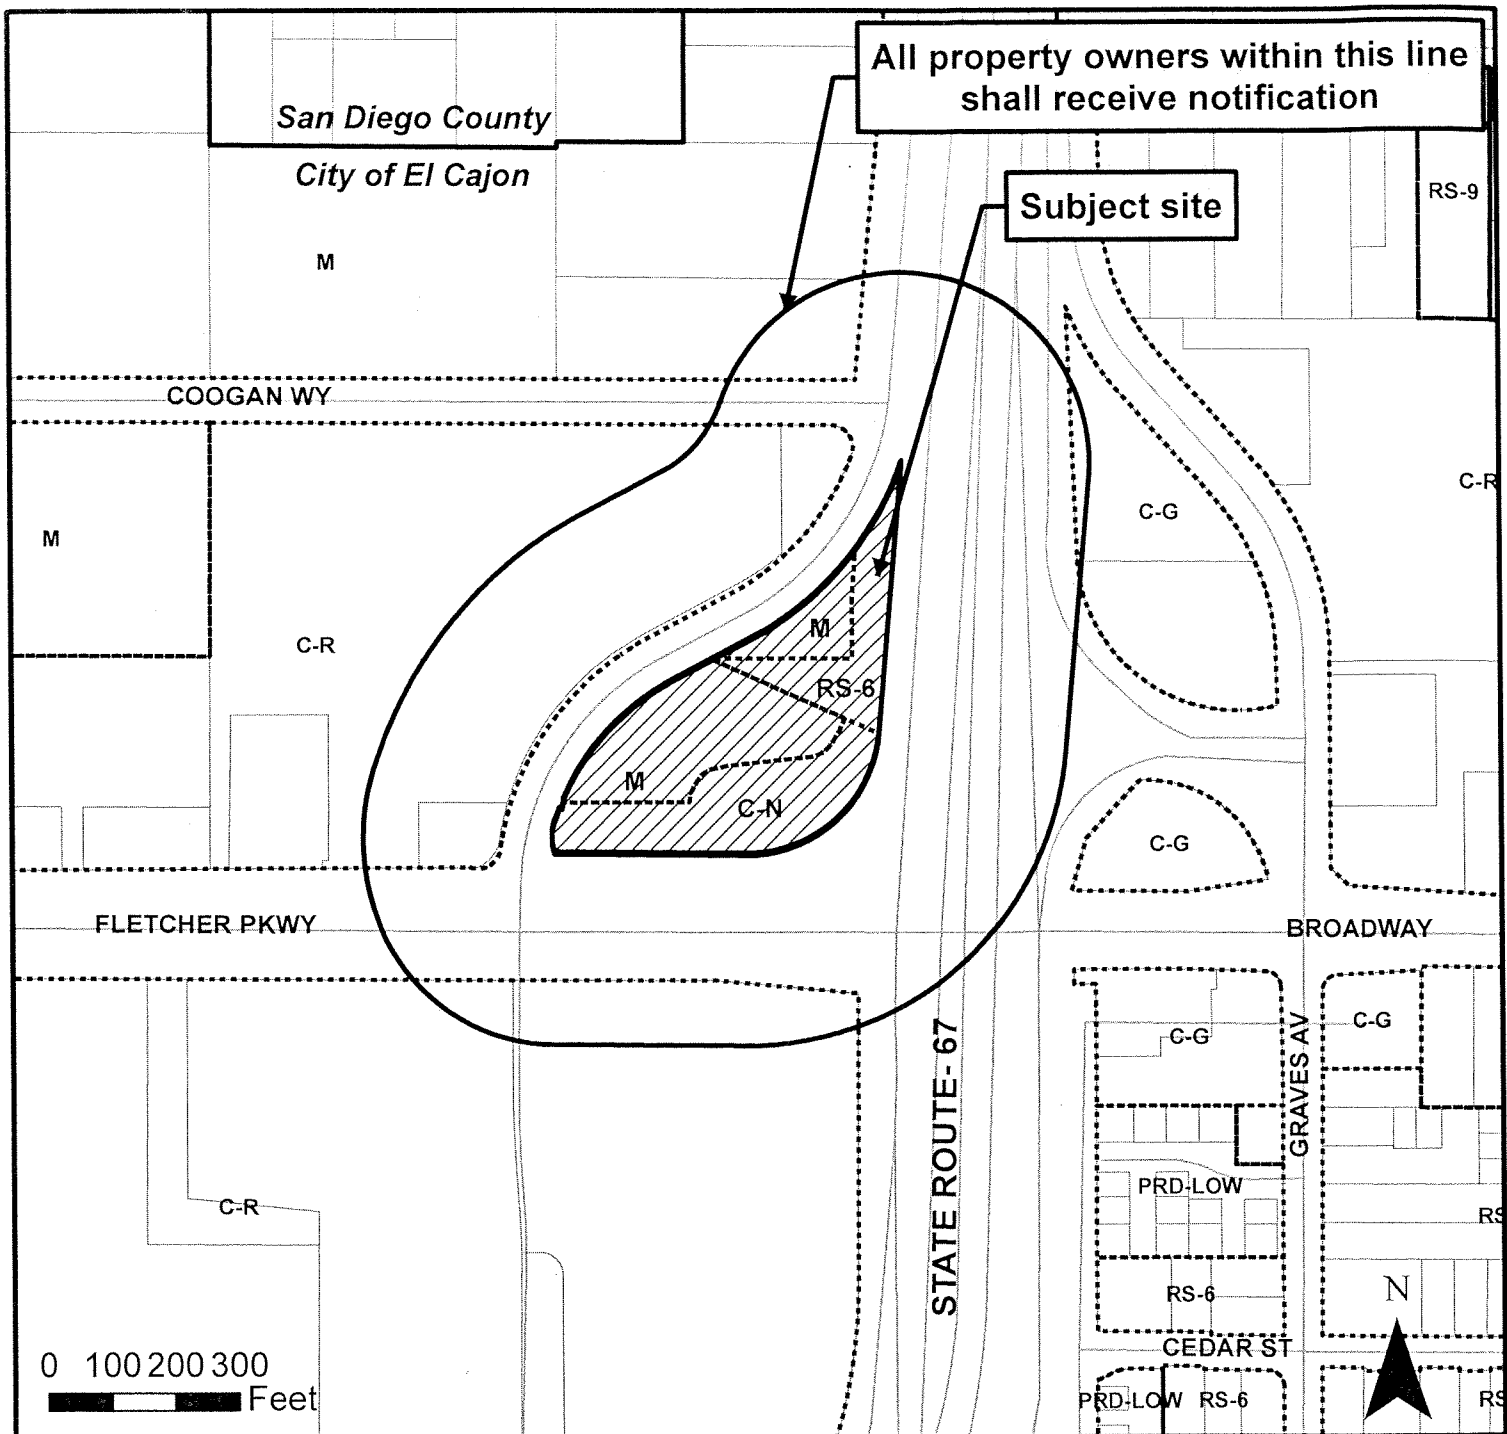 All property owners within this line
shall receive notification
San Diego County
City of El Cajon
Subject site
RS-9
M
COOGAN WY
C-R
C-G
M
C-R
M
RS-6
M
C-N
C-G
FLETCHER PKWY
BROADWAY
C-G
C-G
GRAVES AV
STATE ROUTE- 67
PRD-LOW
C-R
RS
RS-6
N
CEDAR ST
0 100 200 300
Feet
PRD-LOW
RS-6
RS